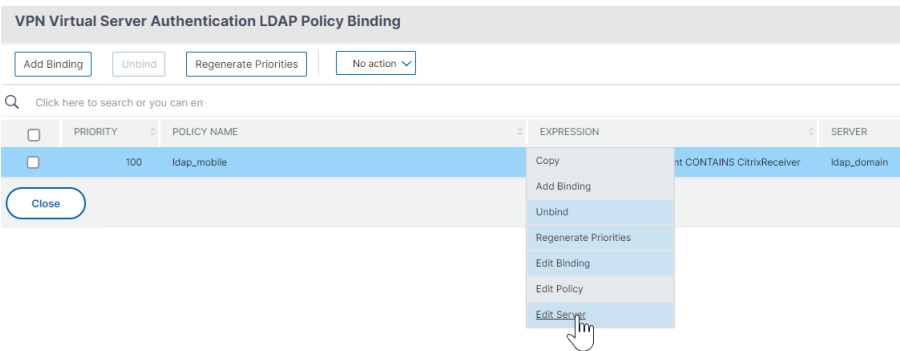 VPN Virtual Server Authentication LDAP Policy Binding
Add Binding Unbind Regenerate Priorities No action
Click here to search or you can en
PRIORITY POLICY NAME EXPRESSION SERVER
100 ldap_mobile nt CONTAINS CitrixReceiver ldap_domain
Copy
Add Binding
Close
Unbind
Regenerate Priorities
Edit Binding
Edit Policy
Edit Server